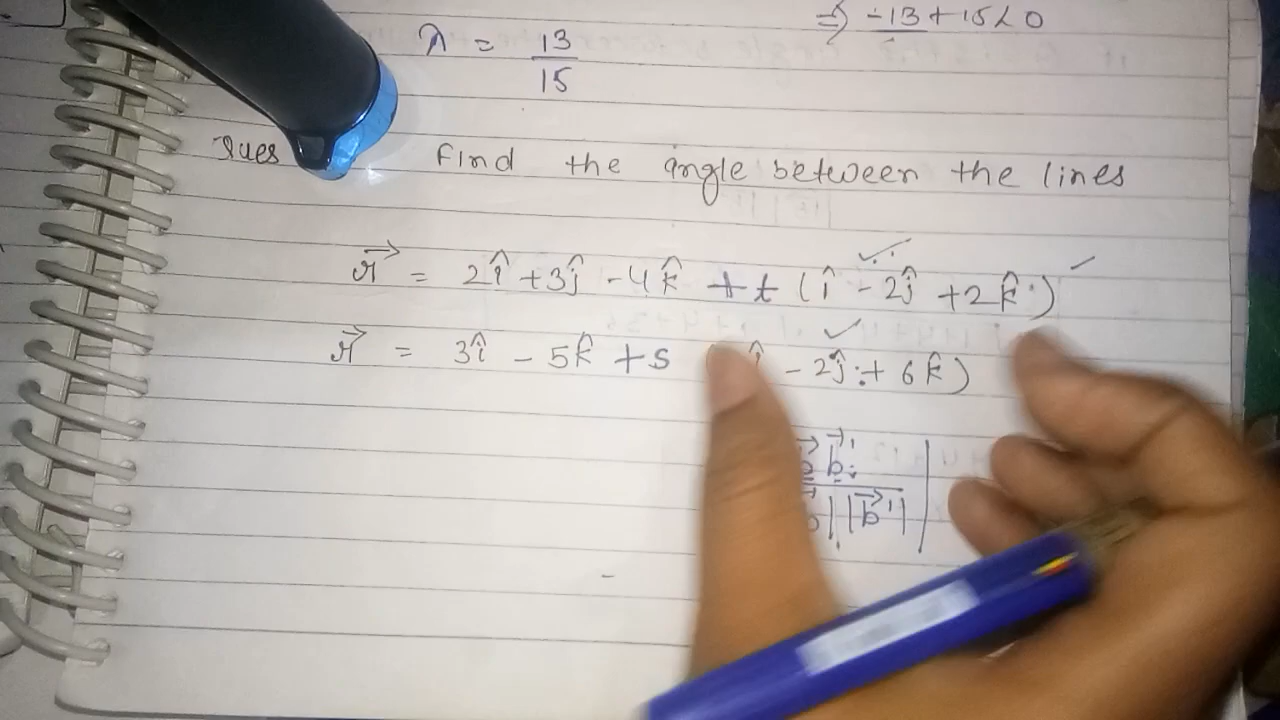 ⇒ -13 + 15 < 0
λ = 13/15
Ques Find the angle between the lines
r⃗ = 2î + 3ĵ - 4k̂ + t (î - 2ĵ + 2k̂)
r⃗ = 3î - 5k̂ + s - 2ĵ + 6k̂)
b⃗ b⃗'
b⃗| |b⃗'| |